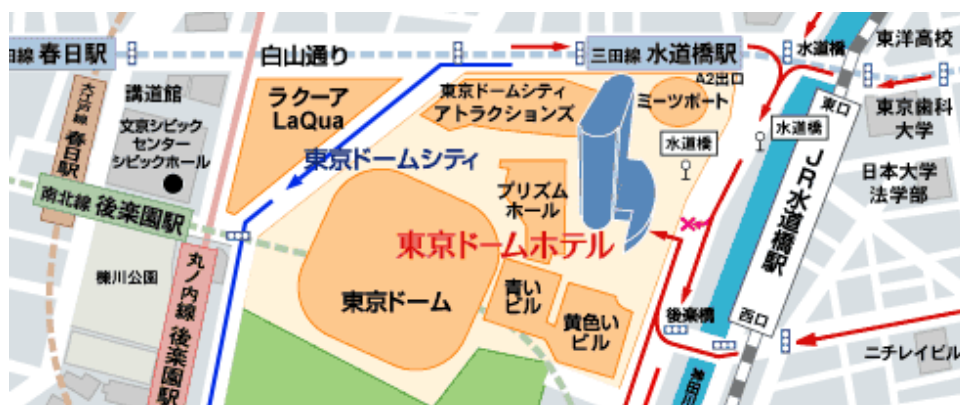 田線 春日駅
白山通り
三田線 水道橋駅
水道橋
東洋高校
大江戸線 春日駅
講道館
ラクーア
LaQua
東京ドームシティ
アトラクションズ
A2出口
ミーツポート
東口
東京歯科
大学
文京シビック
センター
シビックホール
東京ドームシティ
水道橋
水道橋
JR水道橋駅
日本大学
法学部
南北線 後楽園駅
プリズム
ホール
東京ドームホテル
礫川公園
丸ノ内線 後楽園駅
東京ドーム
青い
ビル
黄色い
ビル
後楽橋
西口
ニチレイビル
神田川